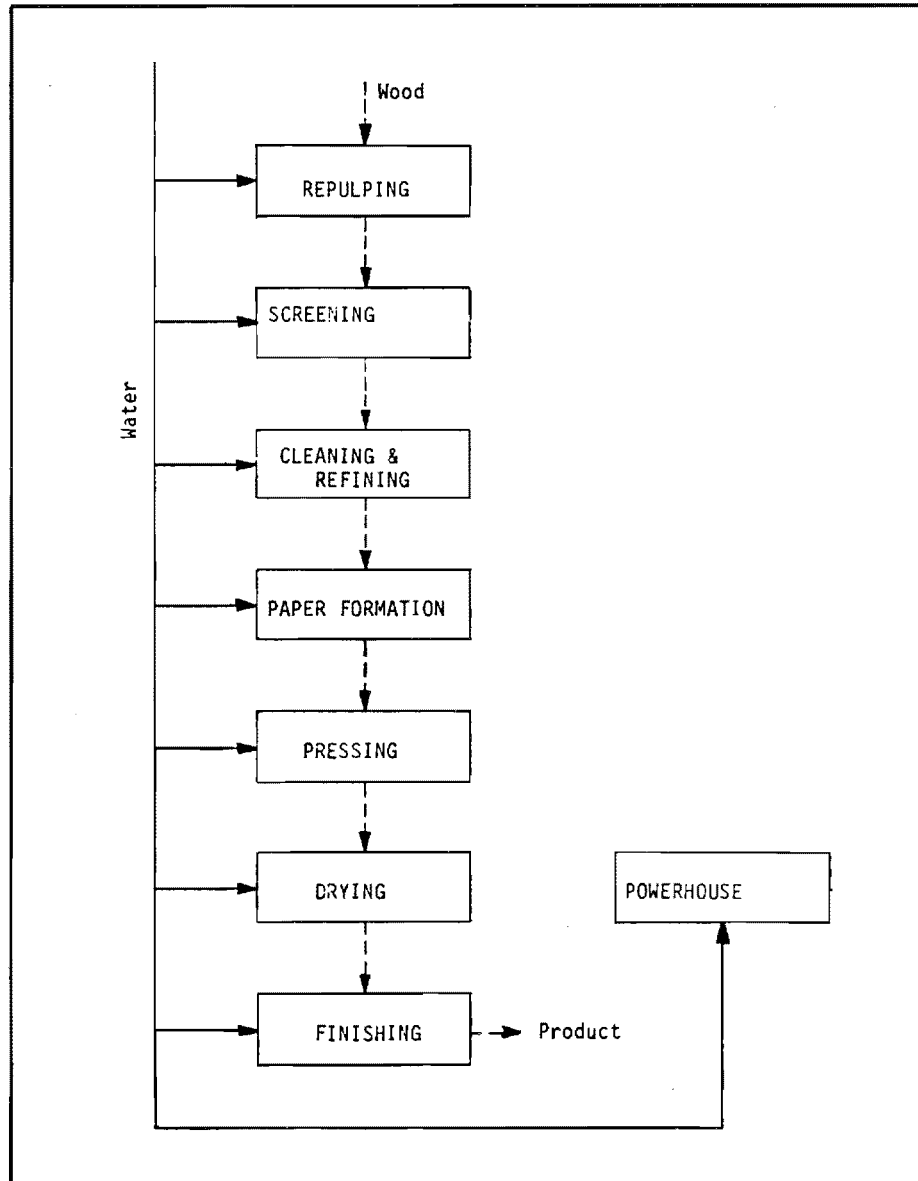 Wood
REPULPING
SCREENING
Water
CLEANING &
REFINING
PAPER FORMATION
PRESSING
DRYING
POWERHOUSE
FINISHING
Product